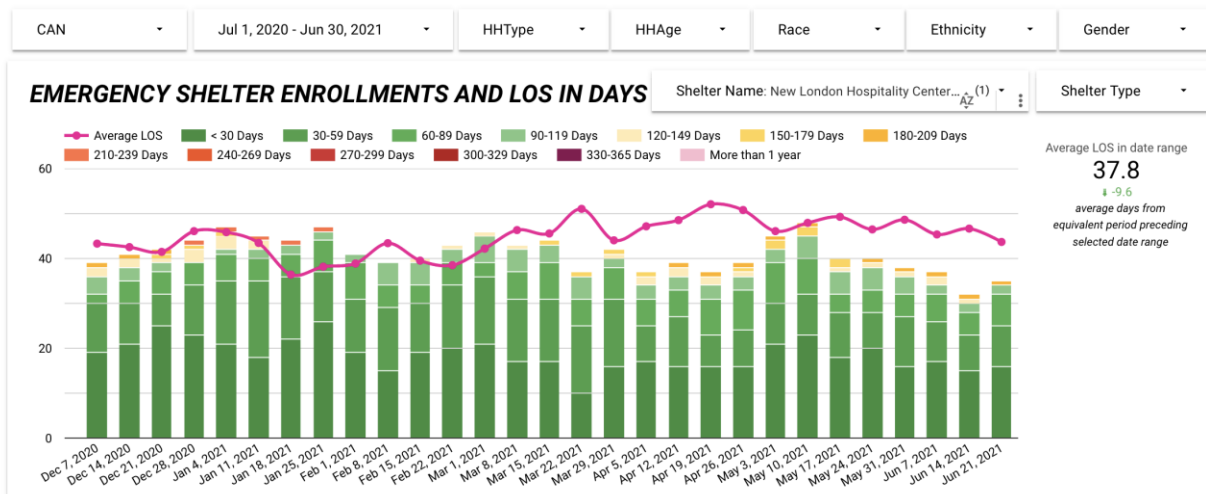 CAN
Jul 1, 2020 - Jun 30, 2021
HHType
HHAge
Race
Ethnicity
Gender
EMERGENCY SHELTER ENROLLMENTS AND LOS IN DAYS
Shelter Name: New London Hospitality Center... (1)
AZ
Shelter Type
Average LOS
< 30 Days
30-59 Days
60-89 Days
90-119 Days
120-149 Days
150-179 Days
180-209 Days
210-239 Days
240-269 Days
270-299 Days
300-329 Days
330-365 Days
More than 1 year
Average LOS in date range
37.8
-9.6
average days from
equivalent period preceding
selected date range
60
40
20
0
Dec 7, 2020
Dec 14, 2020
Dec 21, 2020
Dec 28, 2020
Jan 4, 2021
Jan 11, 2021
Jan 18, 2021
Jan 25, 2021
Feb 1, 2021
Feb 8, 2021
Feb 15, 2021
Feb 22, 2021
Mar 1, 2021
Mar 8, 2021
Mar 15, 2021
Mar 22, 2021
Mar 29, 2021
Apr 5, 2021
Apr 12, 2021
Apr 19, 2021
Apr 26, 2021
May 3, 2021
May 10, 2021
May 17, 2021
May 24, 2021
May 31, 2021
Jun 7, 2021
Jun 14, 2021
Jun 21, 2021